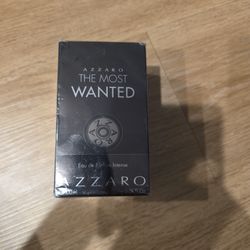 AZZARO
THE MOST
WANTED
Eau de Parfum Intense
AZZARO